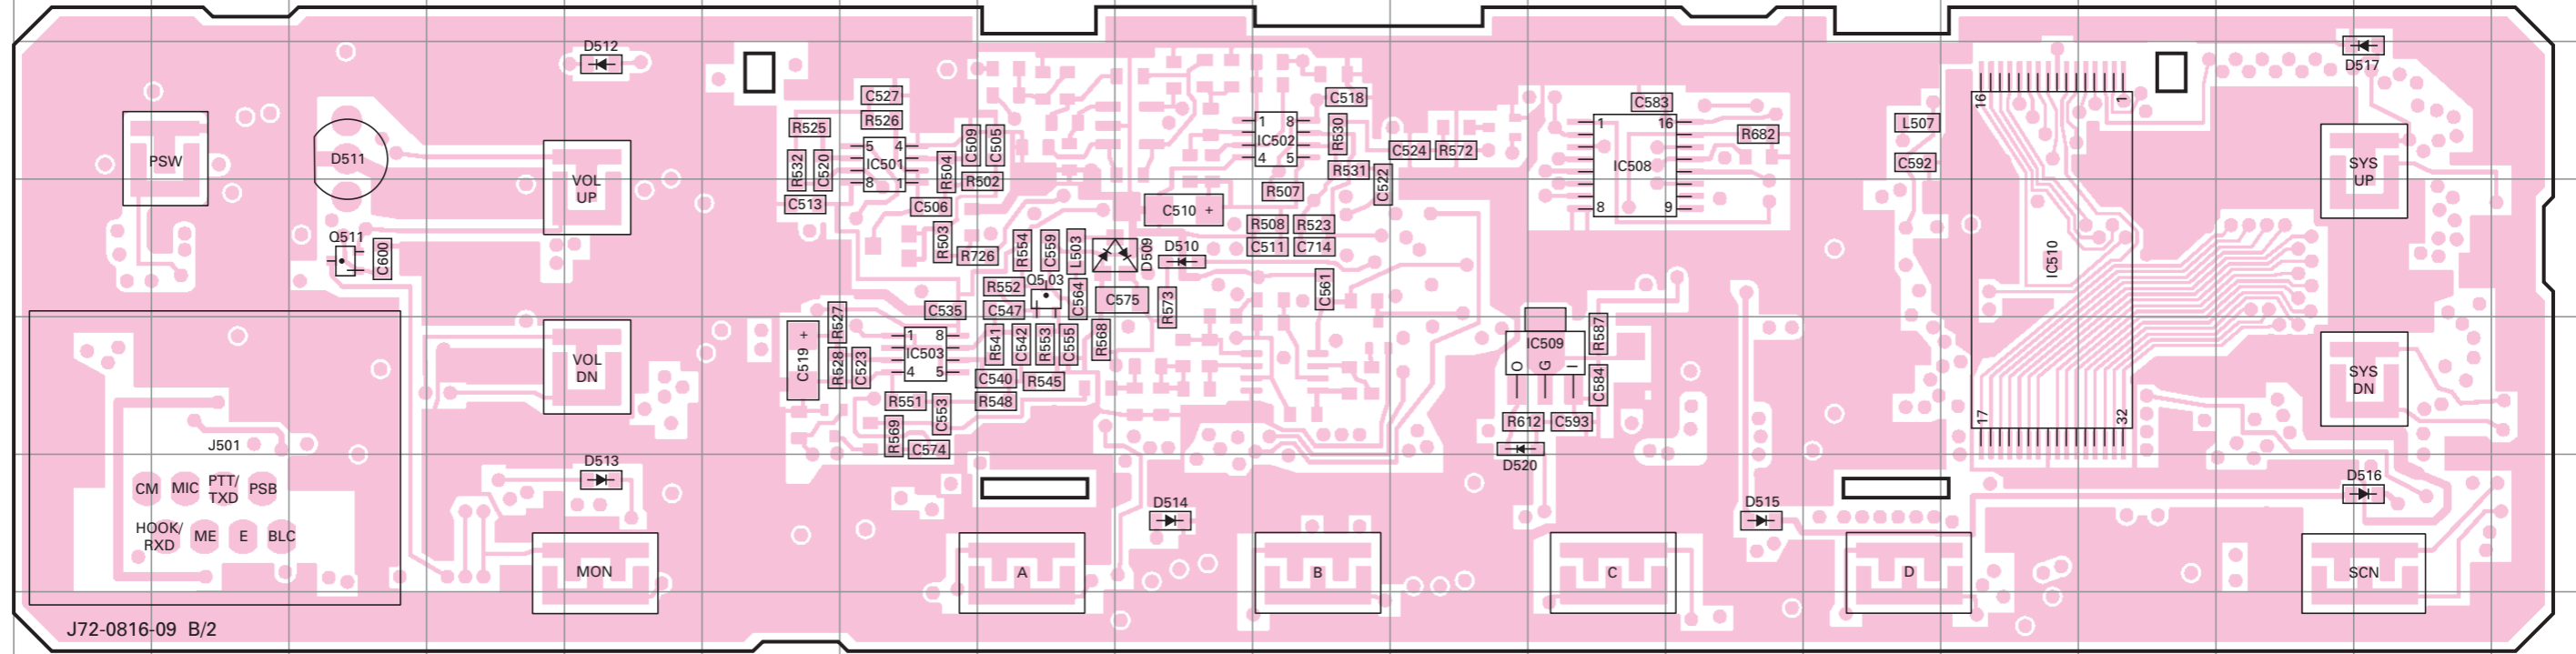 D512
D517
C527
C518
C583
16
1
R525
R526
1
8
R530
1
16
L507
R682
PSW
D511
5
4
IC501
C509
C505
IC502
C524
R572
R532
C520
R504
4
5
R531
IC508
C592
SYS
UP
VOL
UP
8
1
R502
R507
C522
C513
C506
C510
+
8
9
R508
R523
Q511
C600
R503
R726
R554
C559
L503
D509
D510
C511
C714
IC510
R552
Q503
C564
C575
R573
C561
C535
C547
C519
+
R527
1
8
IC503
R541
C542
R553
C555
R568
IC509
R587
VOL
DN
R528
C523
4
5
C540
R545
O
G
I
C584
SYS
DN
R551
C553
R548
R612
C593
17
32
J501
R569
C574
D520
D513
D516
CM
MIC
PTT/
TXD
PSB
D514
D515
HOOK/
RXD
ME
E
BLC
MON
A
B
C
D
SCN
J72-0816-09 B/2